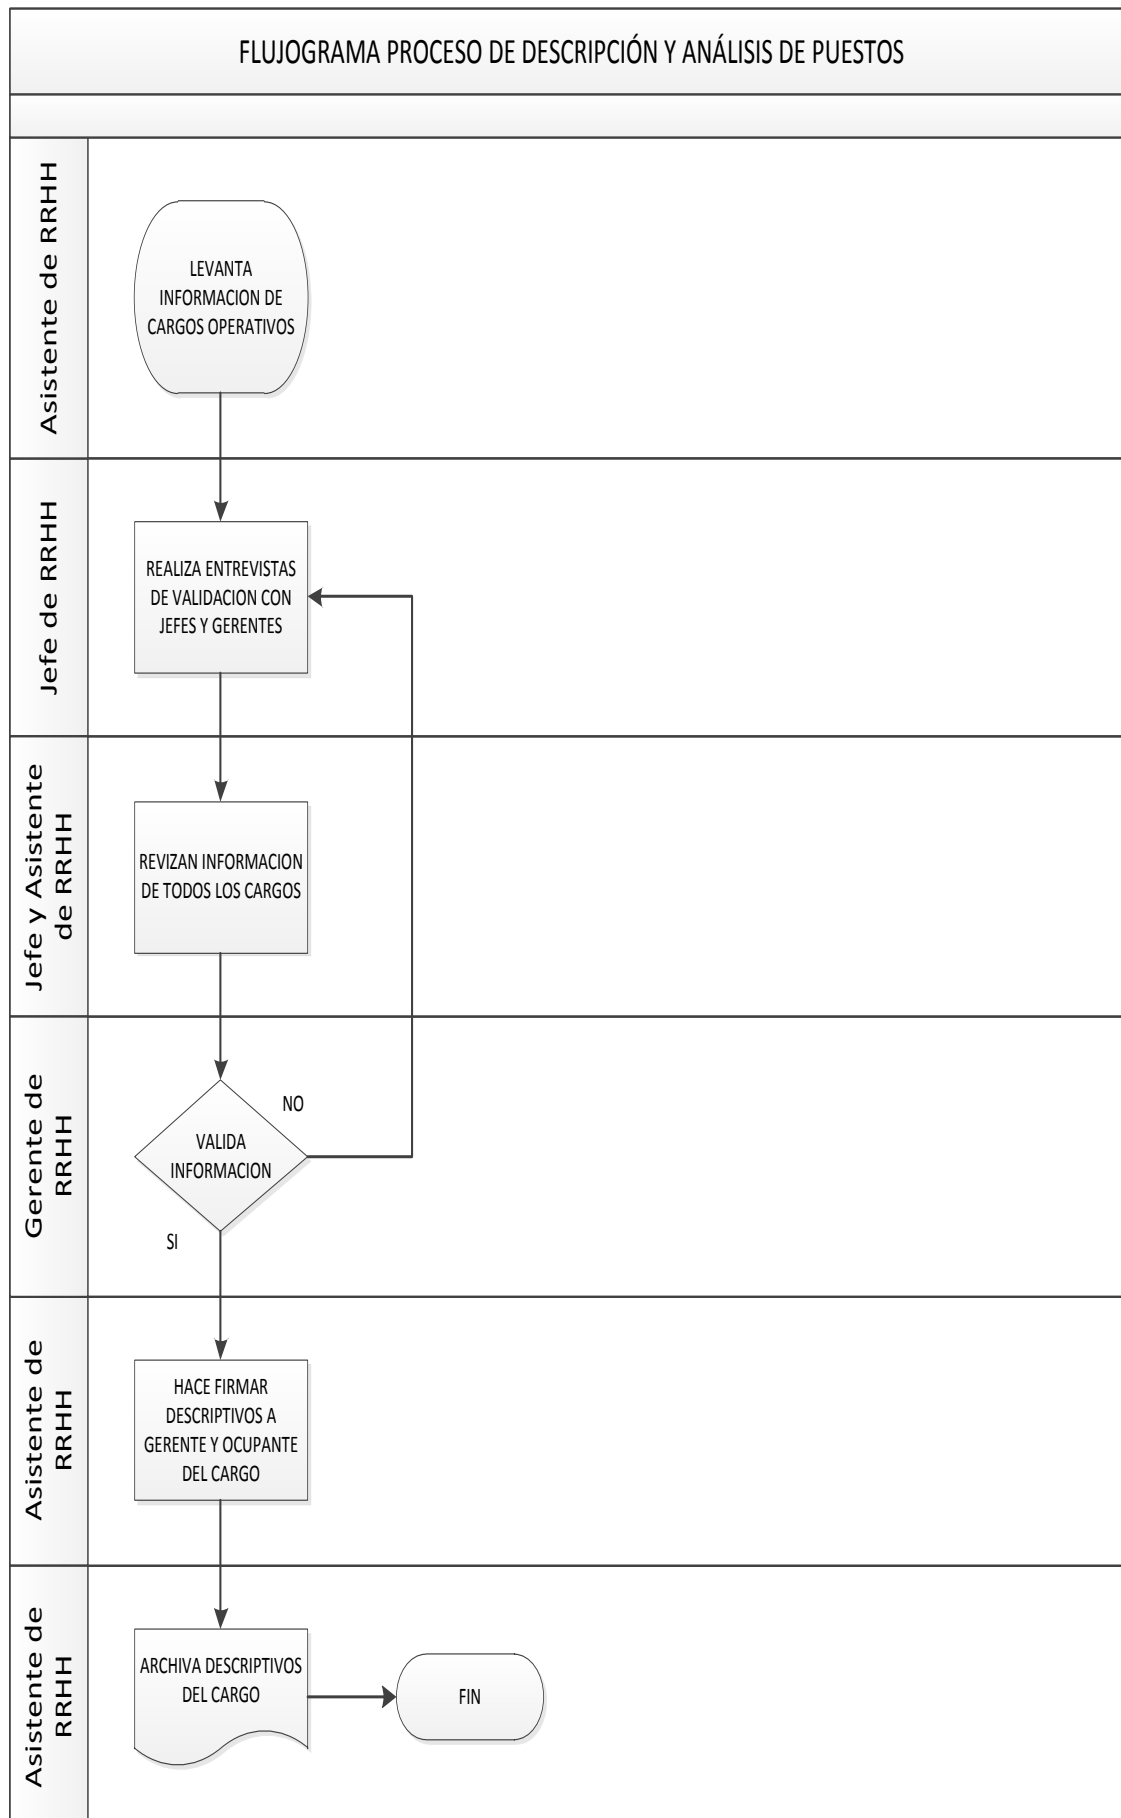 FLUJOGRAMA PROCESO DE DESCRIPCIÓN Y ANÁLISIS DE PUESTOS
Asistente de RRHH
LEVANTA
INFORMACION DE
CARGOS OPERATIVOS
Jefe de RRHH
REALIZA ENTREVISTAS
DE VALIDACION CON
JEFES Y GERENTES
Jefe y Asistente
de RRHH
REVIZAN INFORMACION
DE TODOS LOS CARGOS
Gerente de
RRHH
NO
VALIDA
INFORMACION
SI
Asistente de
RRHH
HACE FIRMAR
DESCRIPTIVOS A
GERENTE Y OCUPANTE
DEL CARGO
Asistente de
RRHH
ARCHIVA DESCRIPTIVOS
DEL CARGO
FIN